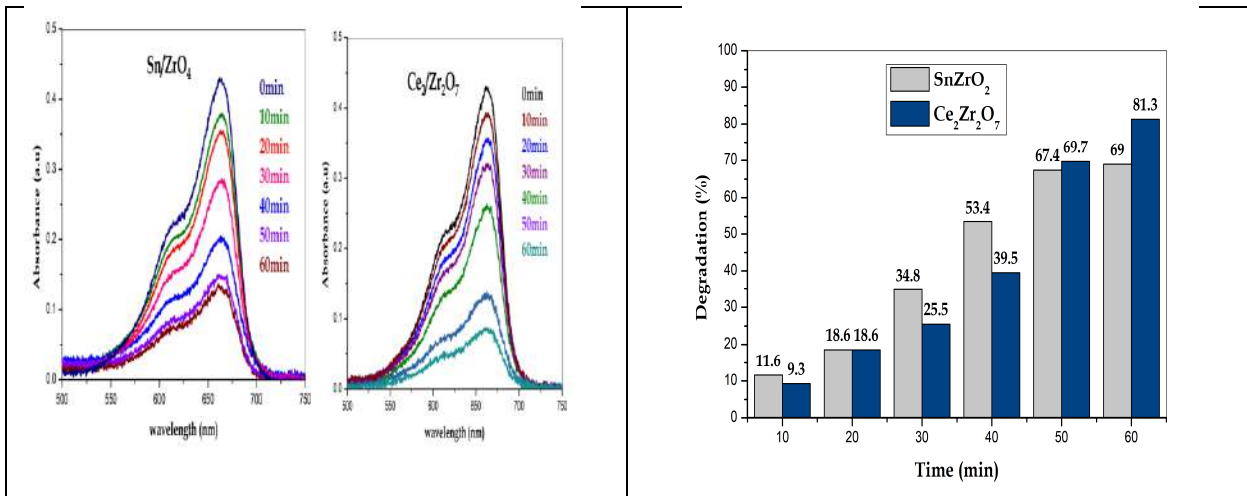 Sn/ZrO₄
0min
10min
20min
30min
40min
50min
60min
Absorbance (a.u)
0.5
0.4
0.3
0.2
0.1
0.0
500 550 600 650 700 750
wavelength (nm)
Ce₂/Zr₂O₇
0min
10min
20min
30min
40min
50min
60min
Absorbance (a.u)
0.5
0.4
0.3
0.2
0.1
0.0
500 550 600 650 700 750
wavelength (nm)
SnZrO₂
Ce₂Zr₂O₇
Degradation (%)
100
90
80
70
60
50
40
30
20
10
0
11.6 9.3
18.6 18.6
34.8 25.5
53.4 39.5
67.4 69.7
69 81.3
10 20 30 40 50 60
Time (min)